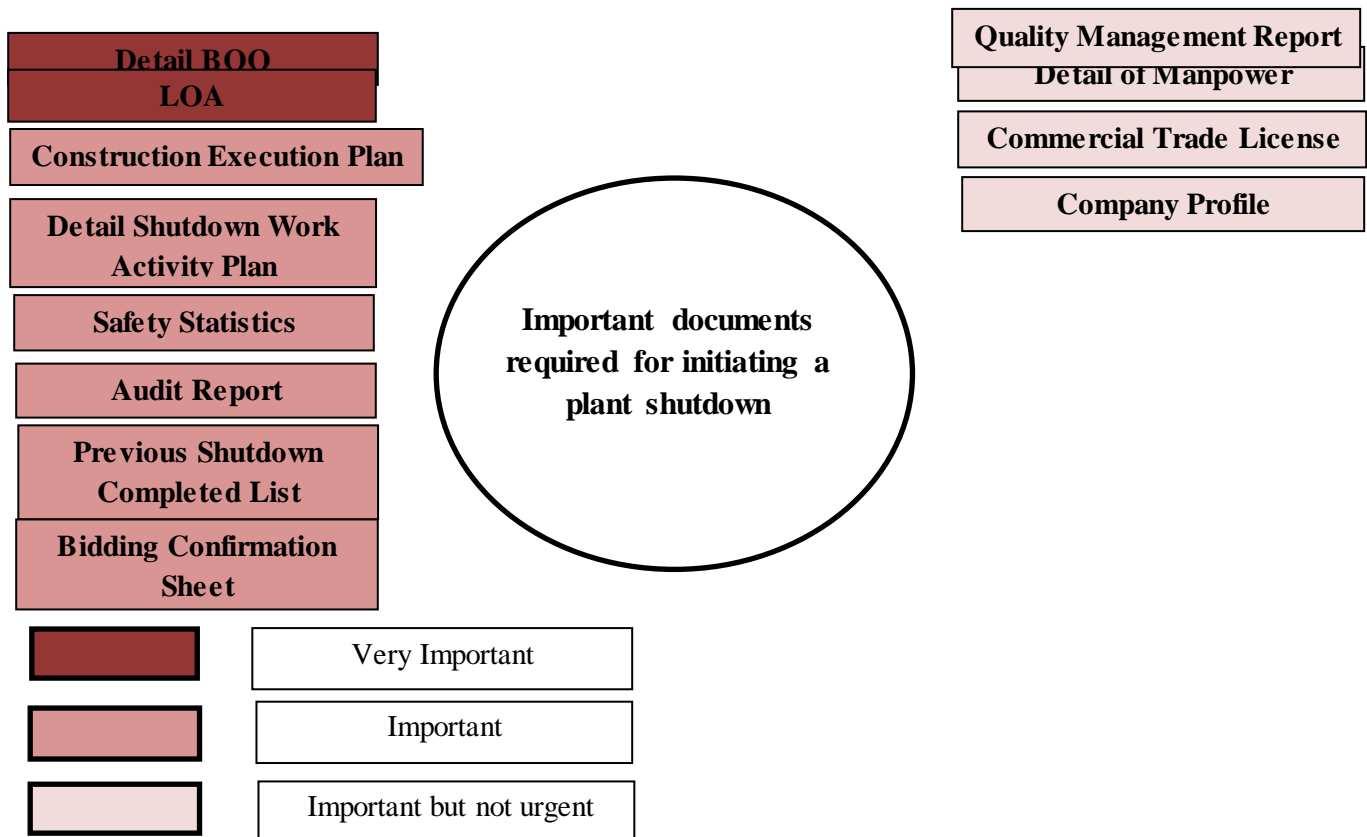 Detail BOQ
LOA
Construction Execution Plan
Detail Shutdown Work
Activity Plan
Safety Statistics
Audit Report
Previous Shutdown
Completed List
Bidding Confirmation
Sheet
Important documents
required for initiating a
plant shutdown
Quality Management Report
Detail of Manpower
Commercial Trade License
Company Profile
Very Important
Important
Important but not urgent